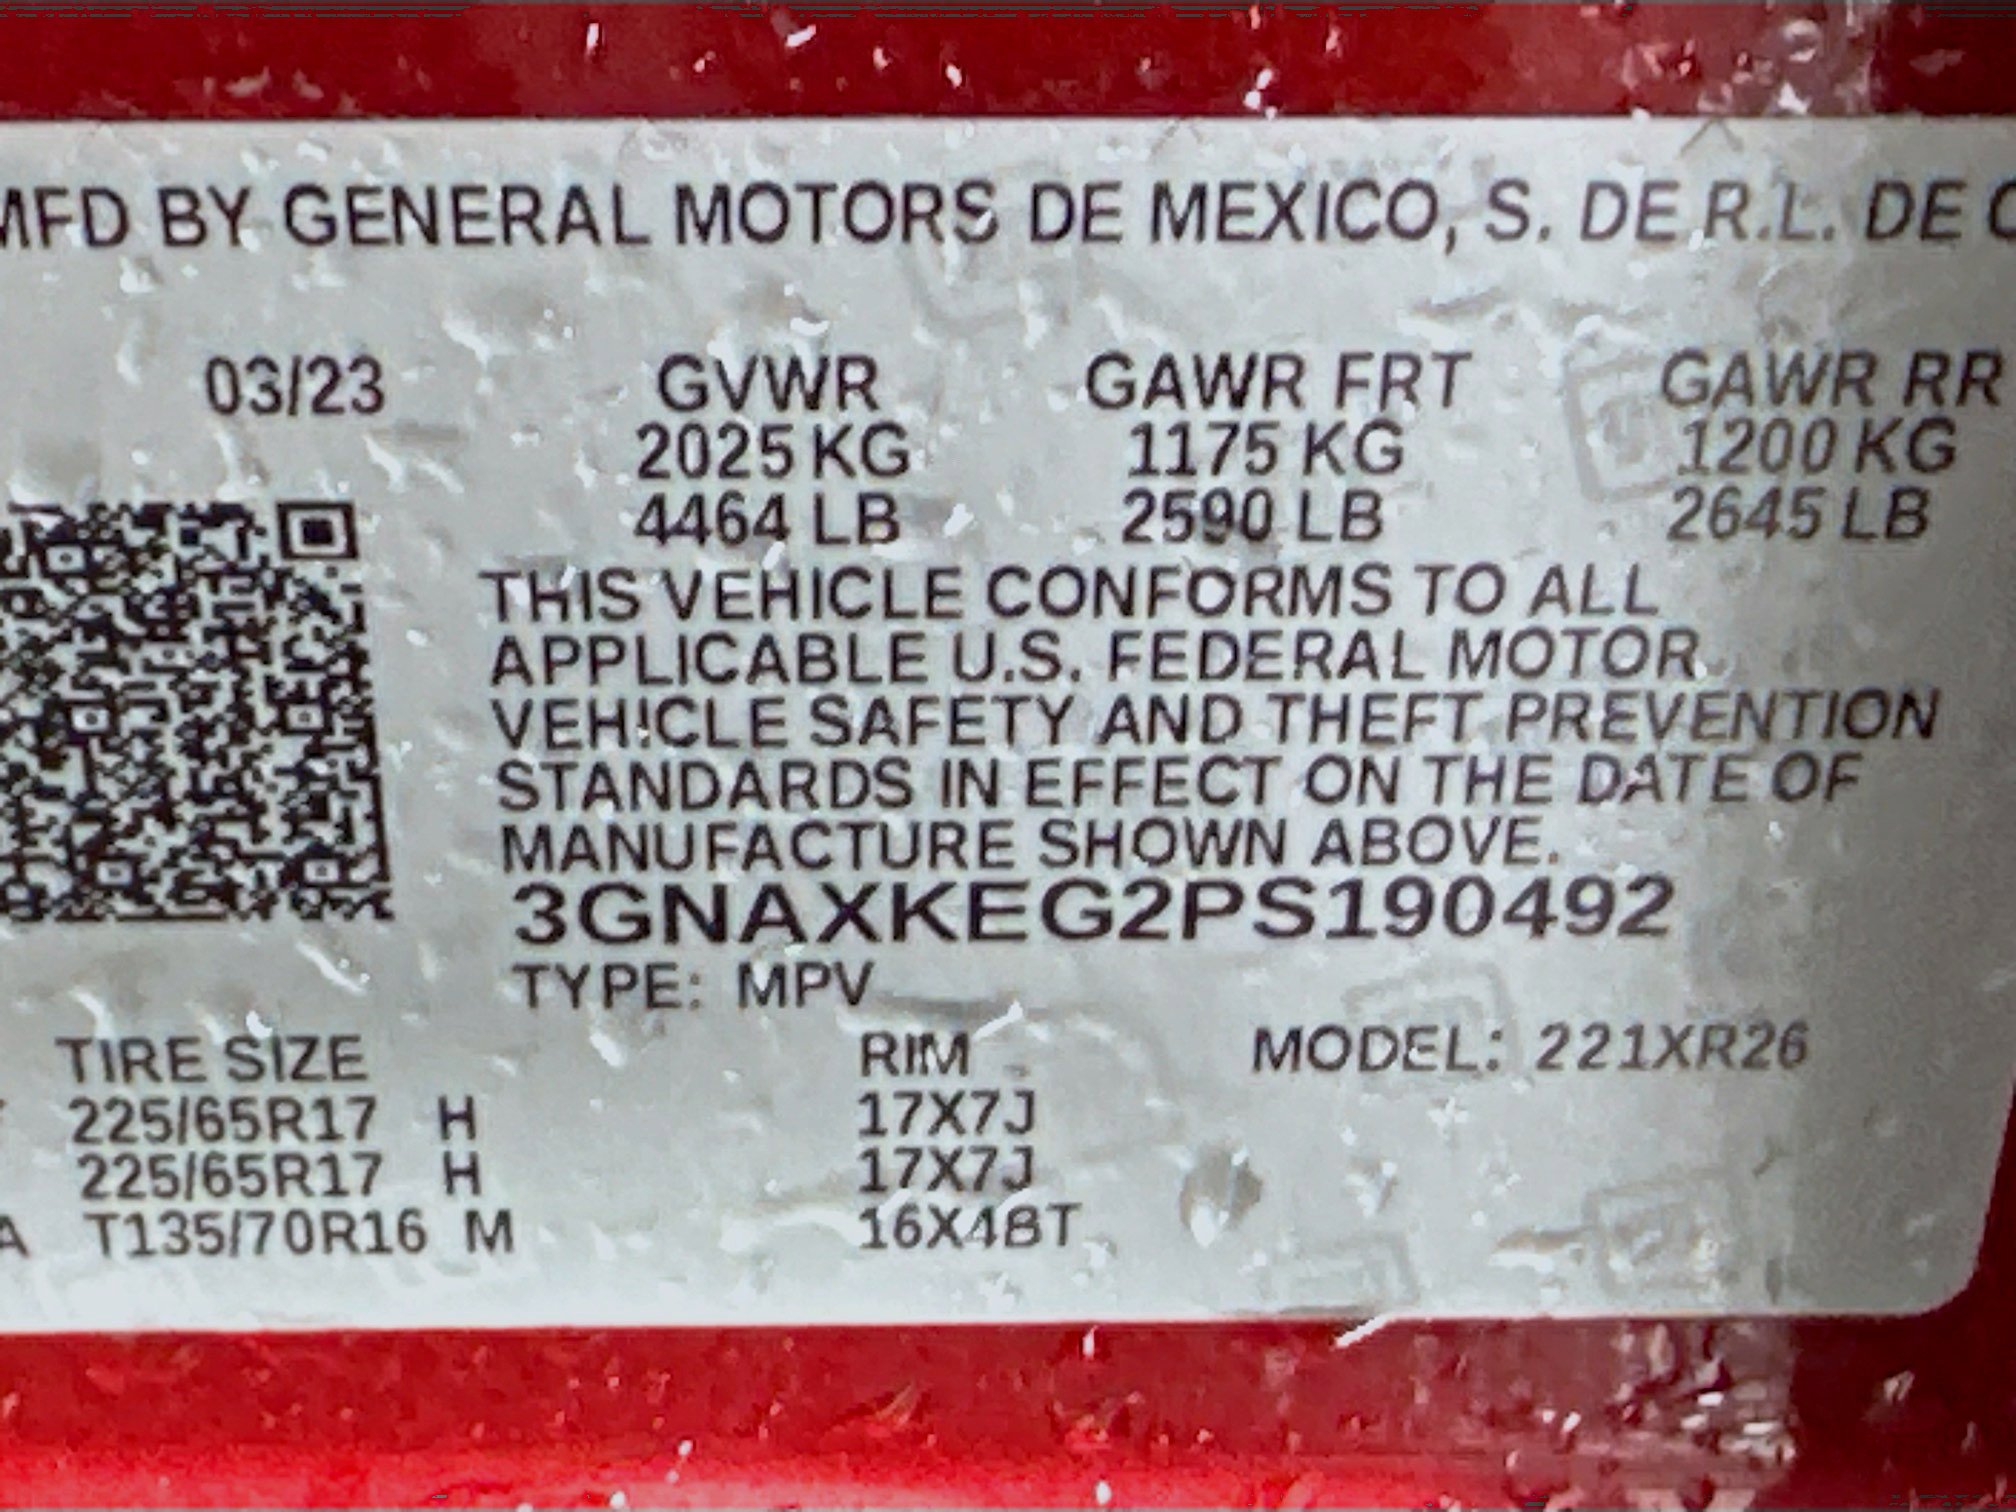 MFD BY GENERAL MOTORS DE MEXICO, S. DE R.L. DE C
03/23 GVWR GAWR FRT GAWR RR
2025 KG 1175 KG 1200 KG
4464 LB 2590 LB 2645 LB
THIS VEHICLE CONFORMS TO ALL
APPLICABLE U.S. FEDERAL MOTOR
VEHICLE SAFETY AND THEFT PREVENTION
STANDARDS IN EFFECT ON THE DATE OF
MANUFACTURE SHOWN ABOVE.
3GNAXKEG2PS190492
TYPE: MPV
TIRE SIZE RIM MODEL: 221XR26
225/65R17 H 17X7J
225/65R17 H 17X7J
A T135/70R16 M 16X4BT